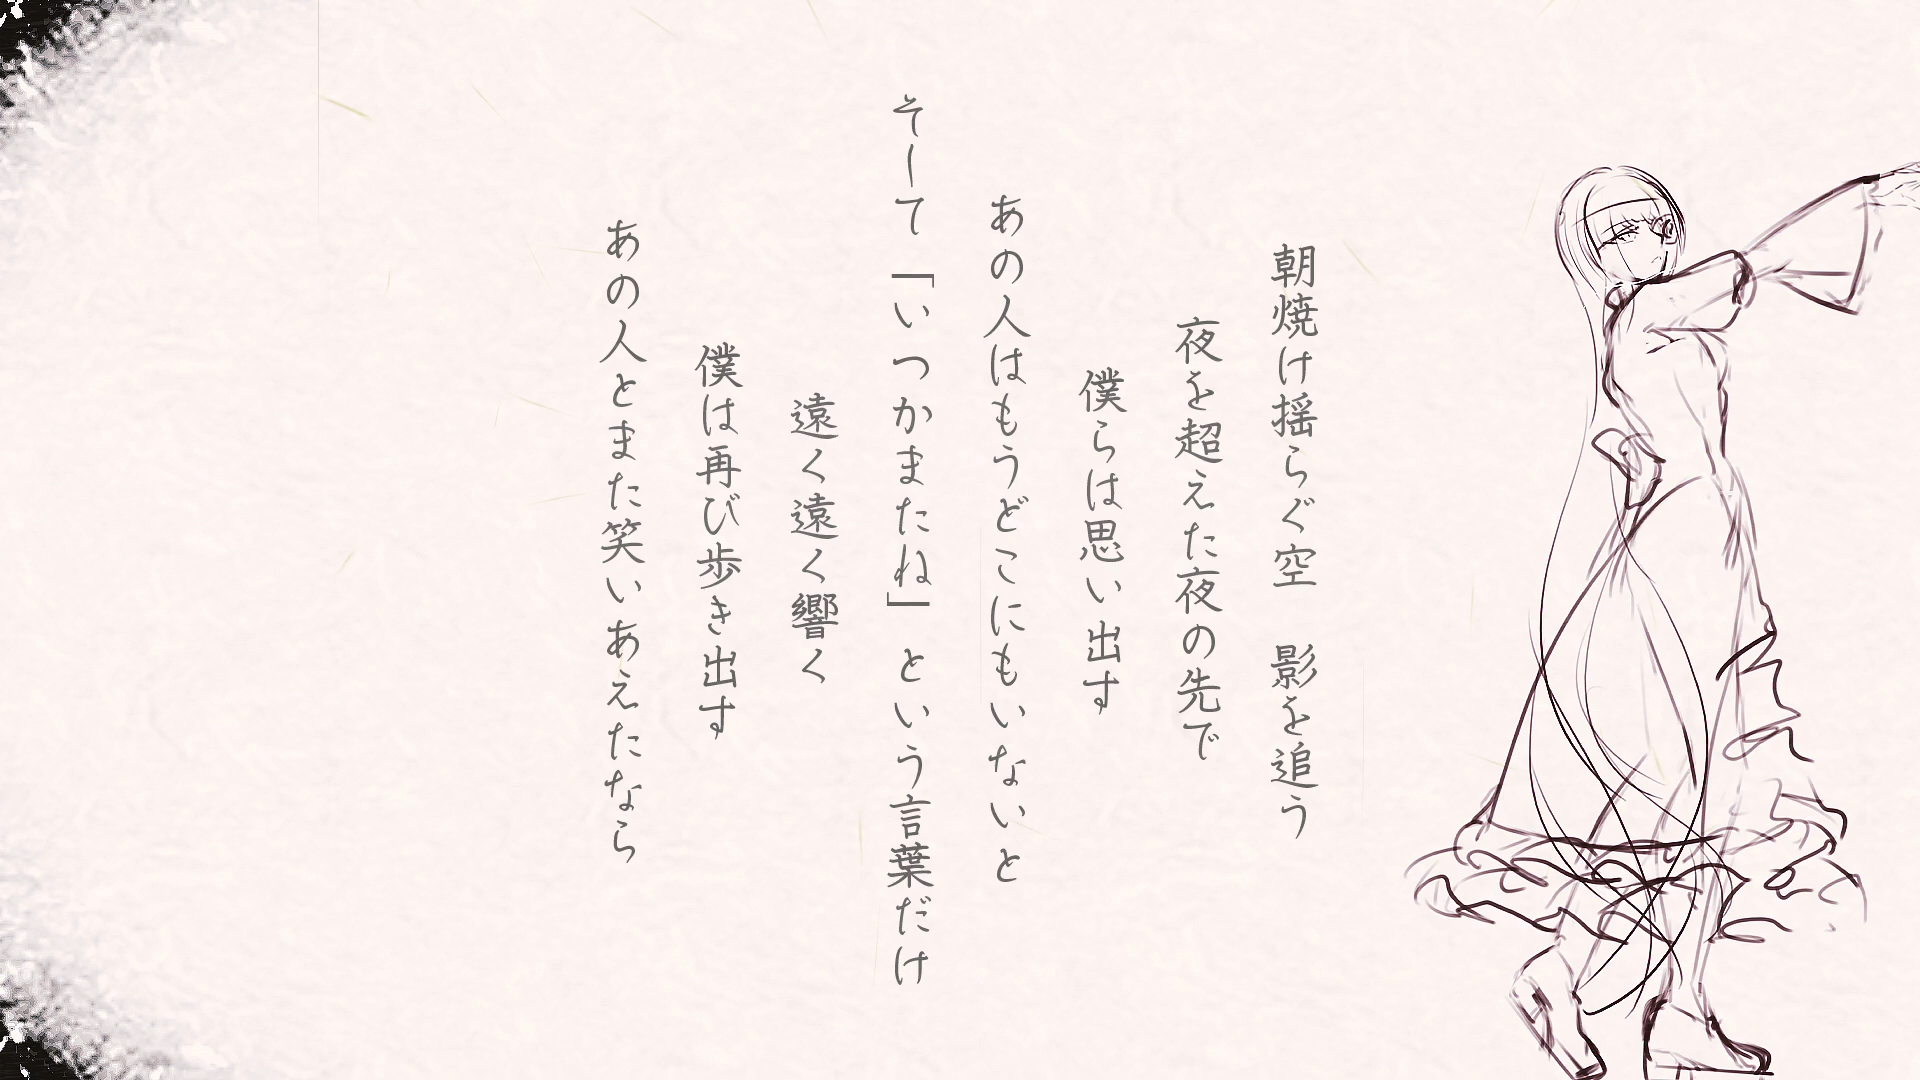 朝焼け揺らぐ空　影を追う
夜を超えた夜の先で
僕らは思い出す
あの人はもうどこにもいないと
そして「いつかまたね」という言葉だけ
遠く遠く響く
僕は再び歩き出す
あの人とまた笑いあえたなら